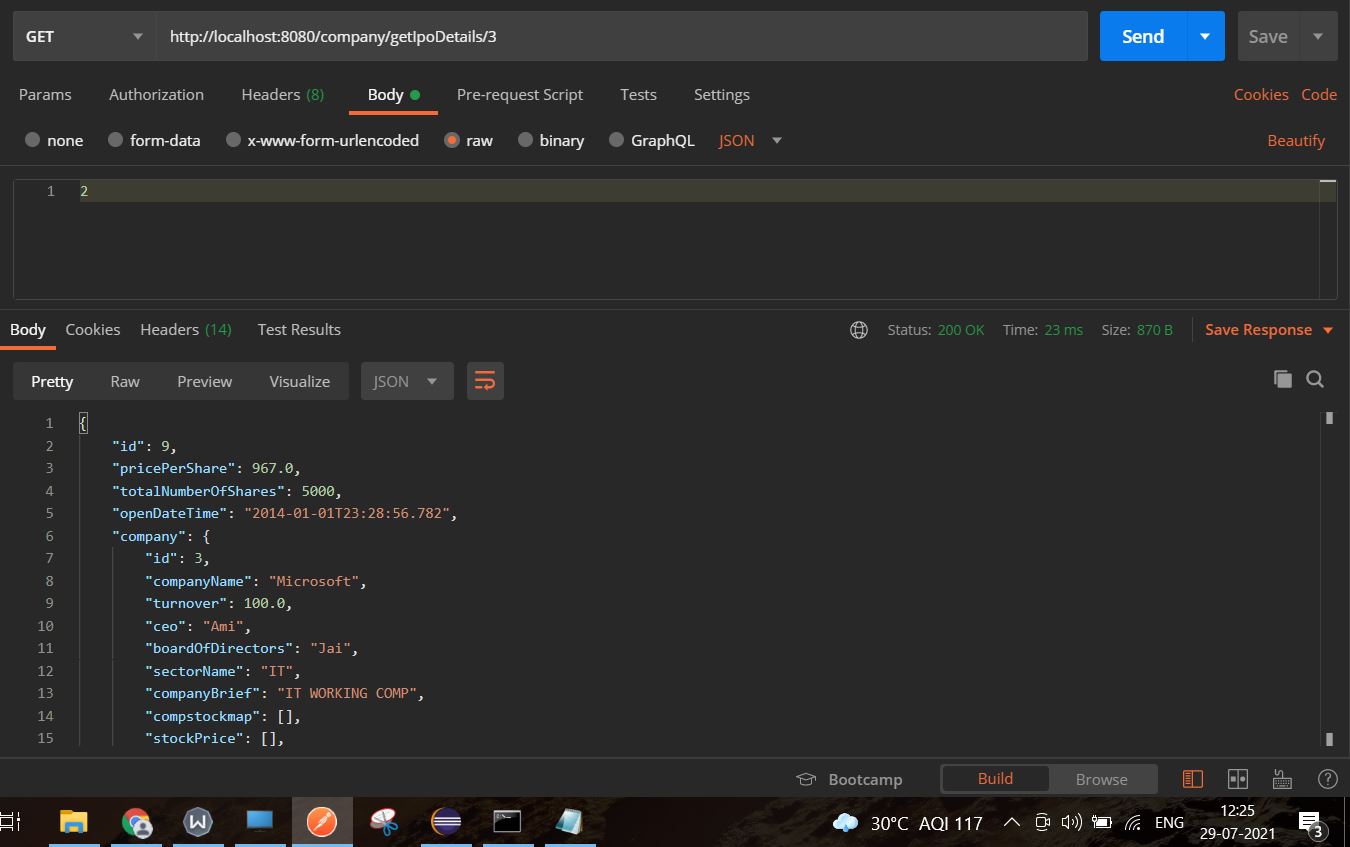 GET http://localhost:8080/company/getIpoDetails/3 Send Save
Params Authorization Headers (8) Body Pre-request Script Tests Settings Cookies Code
none form-data x-www-form-urlencoded raw binary GraphQL JSON Beautify
1 2
Body Cookies Headers (14) Test Results Status: 200 OK Time: 23 ms Size: 870 B Save Response
Pretty Raw Preview Visualize JSON
1 {
2 "id": 9,
3 "pricePerShare": 967.0,
4 "totalNumberOfShares": 5000,
5 "openDateTime": "2014-01-01T23:28:56.782",
6 "company": {
7 "id": 3,
8 "companyName": "Microsoft",
9 "turnover": 100.0,
10 "ceo": "Ami",
11 "boardOfDirectors": "Jai",
12 "sectorName": "IT",
13 "companyBrief": "IT WORKING COMP",
14 "compstockmap": [],
15 "stockPrice": [],
Bootcamp Build Browse
30°C AQI 117 ENG 12:25
29-07-2021 3